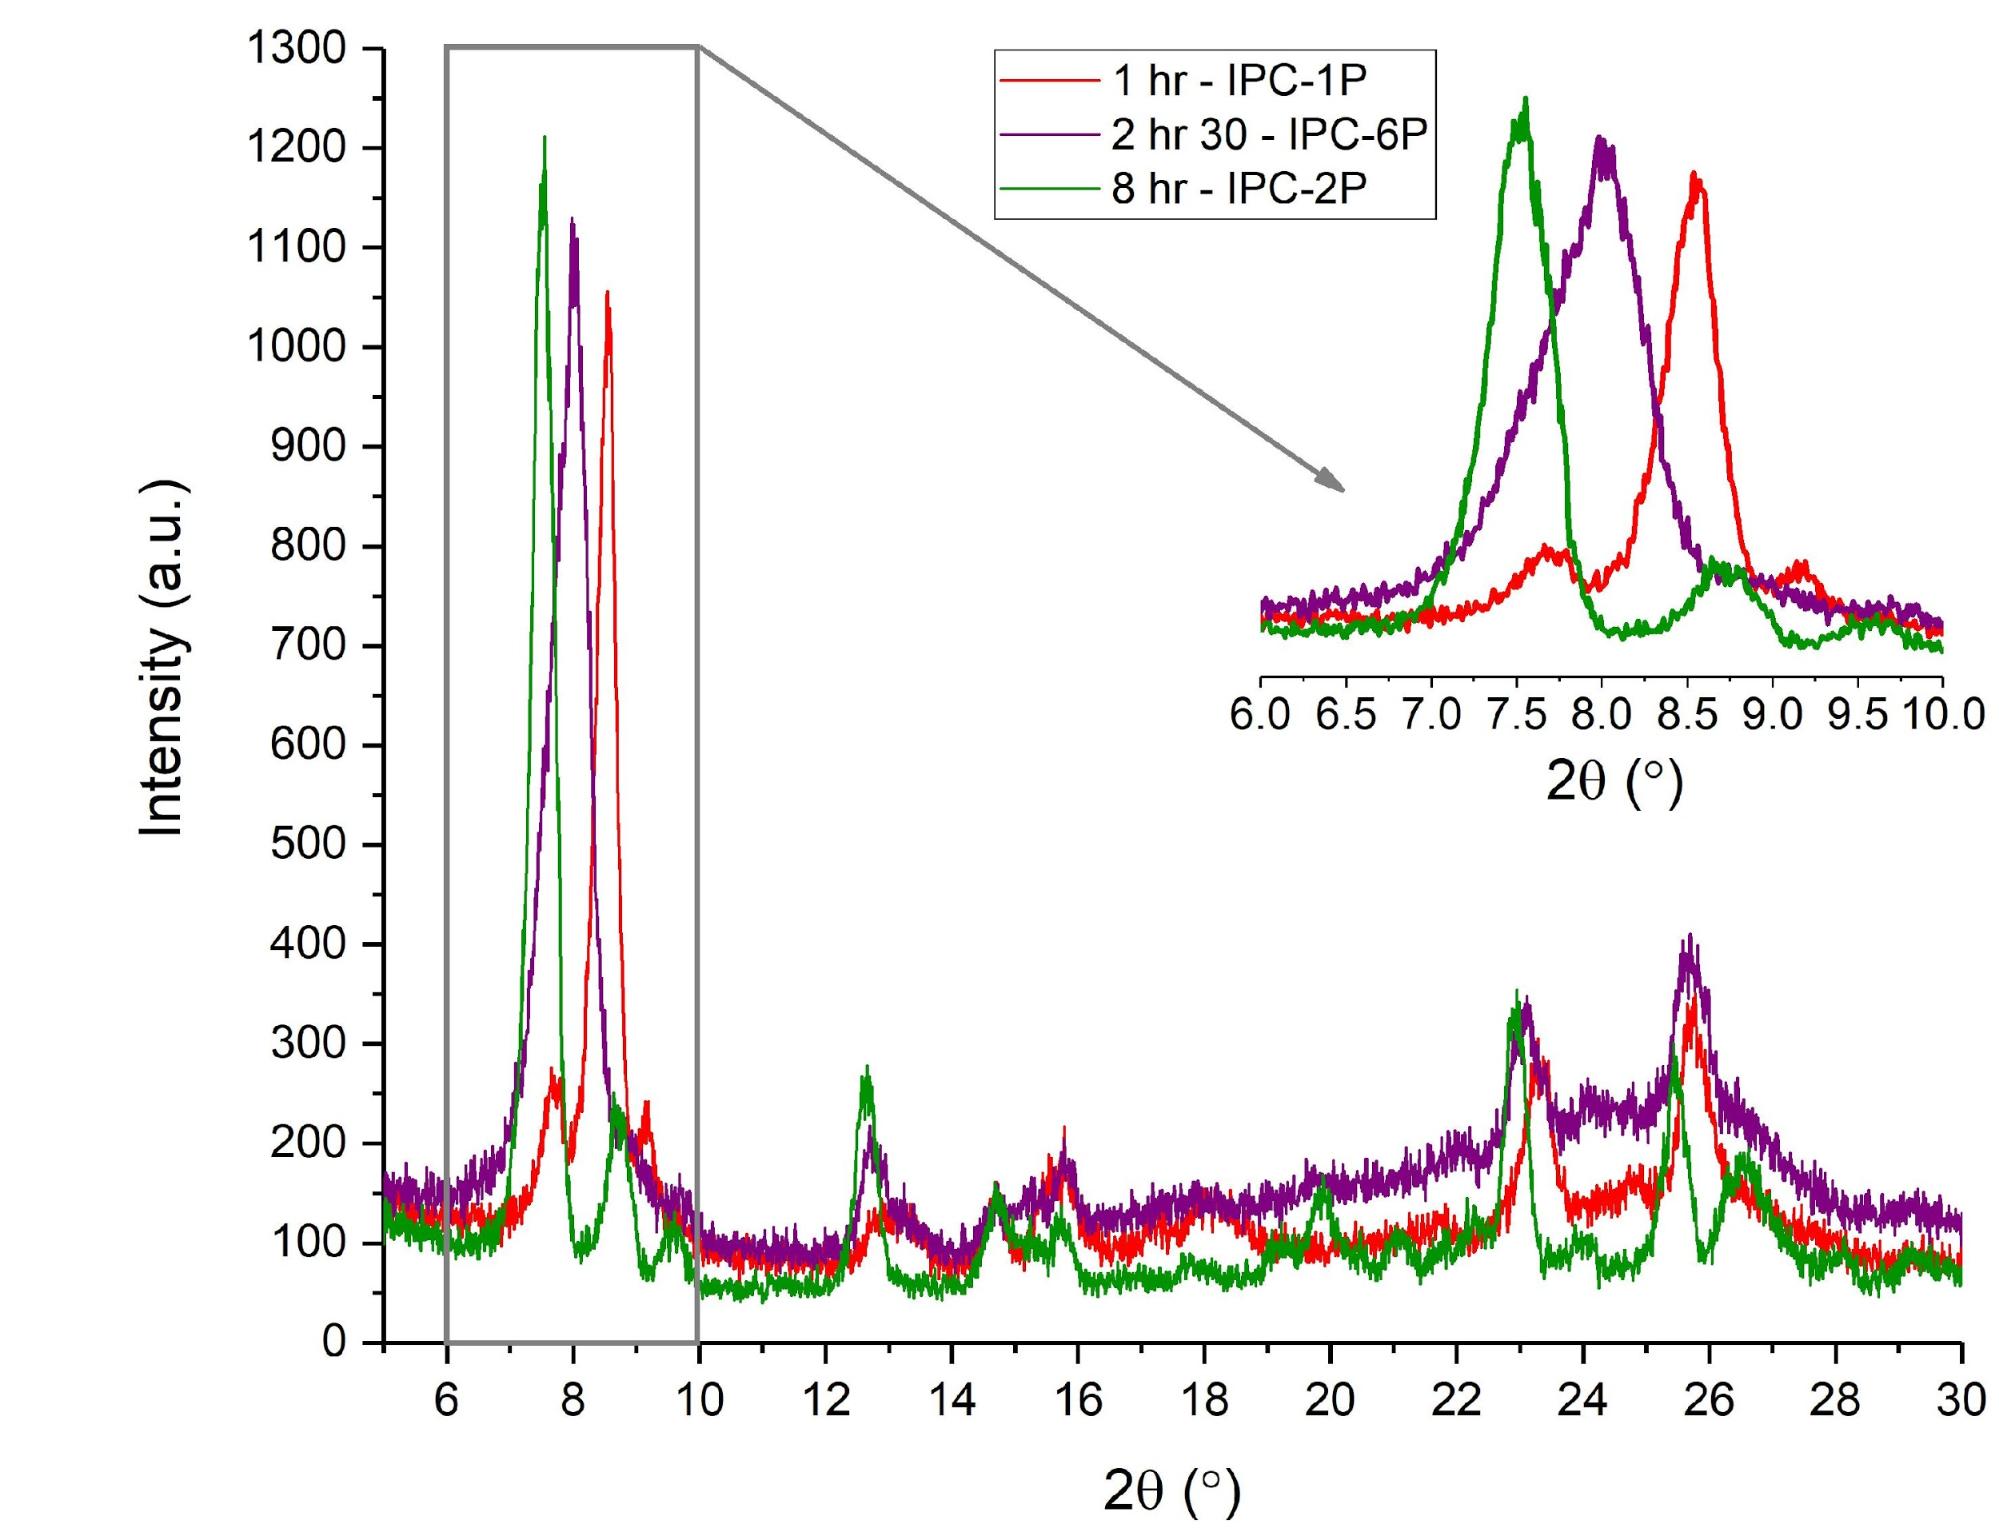 1300
1200
1100
1000
900
800
700
600
500
400
300
200
100
0
Intensity (a.u.)
1 hr - IPC-1P
2 hr 30 - IPC-6P
8 hr - IPC-2P
6.0 6.5 7.0 7.5 8.0 8.5 9.0 9.5 10.0
2θ (°)
6 8 10 12 14 16 18 20 22 24 26 28 30
2θ (°)